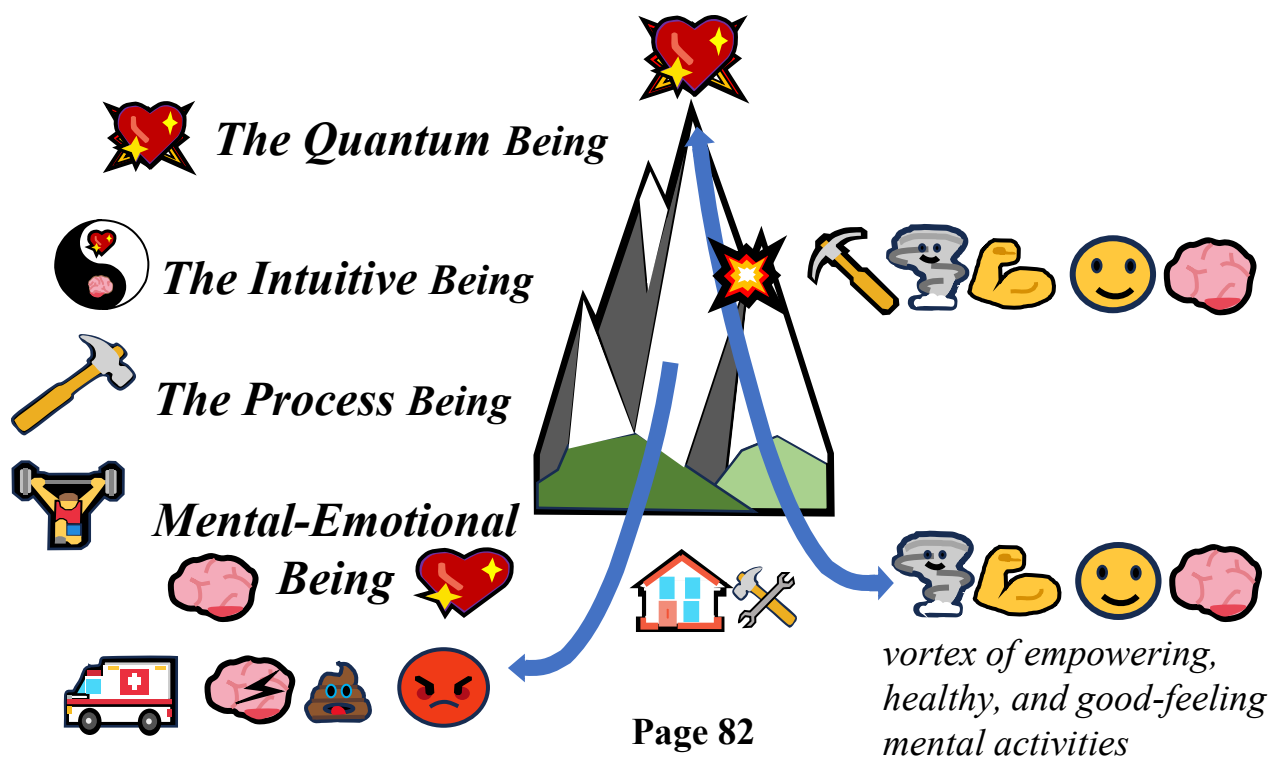 The Quantum Being
The Intuitive Being
The Process Being
Mental-Emotional
Being
Page 82
vortex of empowering,
healthy, and good-feeling
mental activities